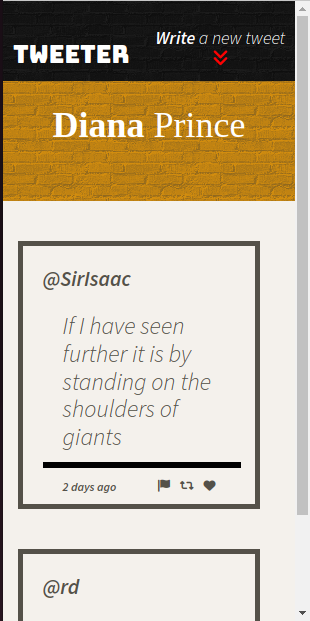 TWEETER
Write a new tweet
Diana Prince
@SirIsaac
If I have seen
further it is by
standing on the
shoulders of
giants
2 days ago
@rd